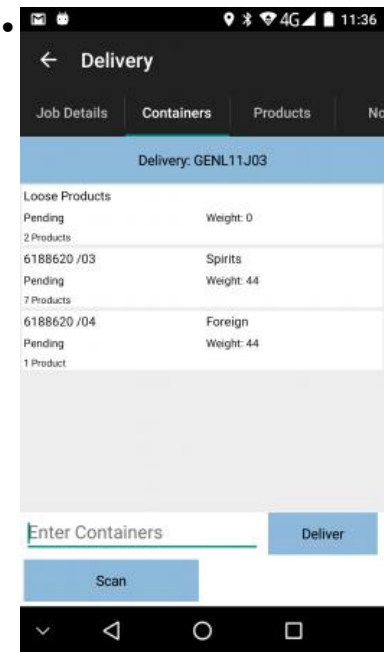 4G 11:36
Delivery
Job Details Containers Products No
Delivery: GENL11J03
Loose Products
Pending Weight: 0
2 Products
6188620 /03 Spirits
Pending Weight: 44
7 Products
6188620 /04 Foreign
Pending Weight: 44
1 Product
Enter Containers Deliver
Scan